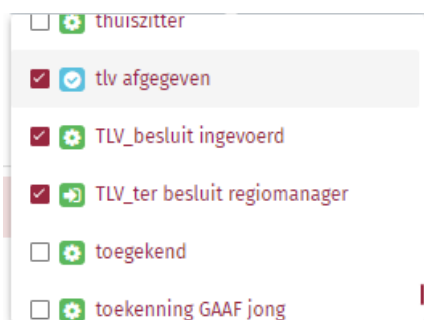 thuiszitter
tlv afgegeven
TLV_besluit ingevoerd
TLV_ter besluit regiomanager
toegekend
toekenning GAAF jong